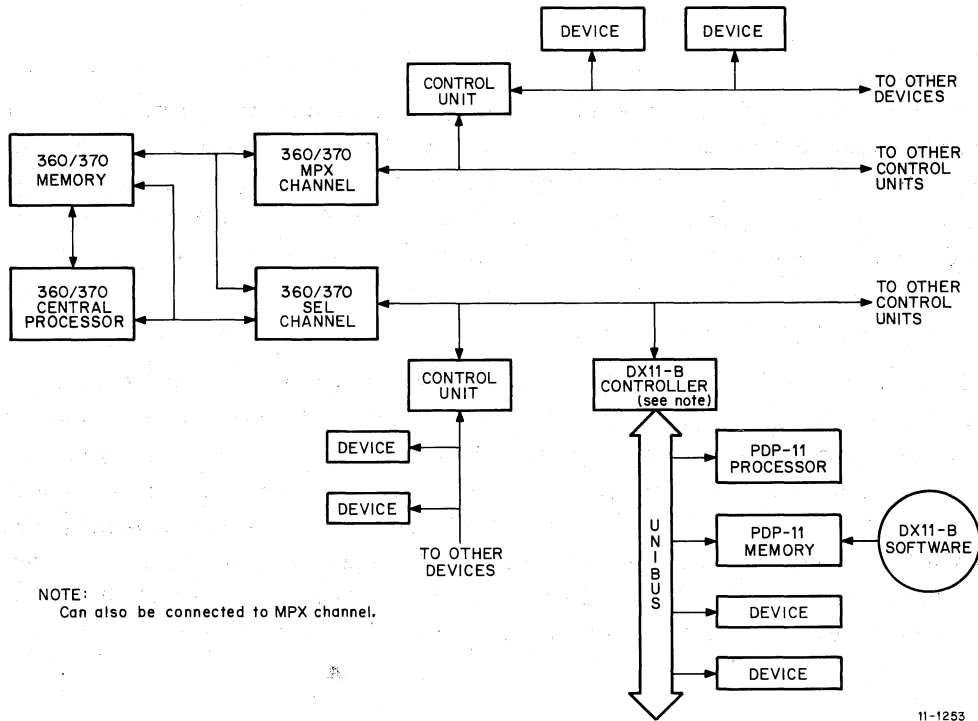 DEVICE
DEVICE
CONTROL
UNIT
TO OTHER
DEVICES
360/370
MEMORY
360/370
MPX
CHANNEL
TO OTHER
CONTROL
UNITS
360/370
CENTRAL
PROCESSOR
360/370
SEL
CHANNEL
TO OTHER
CONTROL
UNITS
CONTROL
UNIT
DX11-B
CONTROLLER
(see note)
DEVICE
DEVICE
TO OTHER
DEVICES
UNIBUS
PDP-11
PROCESSOR
PDP-11
MEMORY
DX11-B
SOFTWARE
DEVICE
DEVICE
NOTE:
Can also be connected to MPX channel.
11-1253